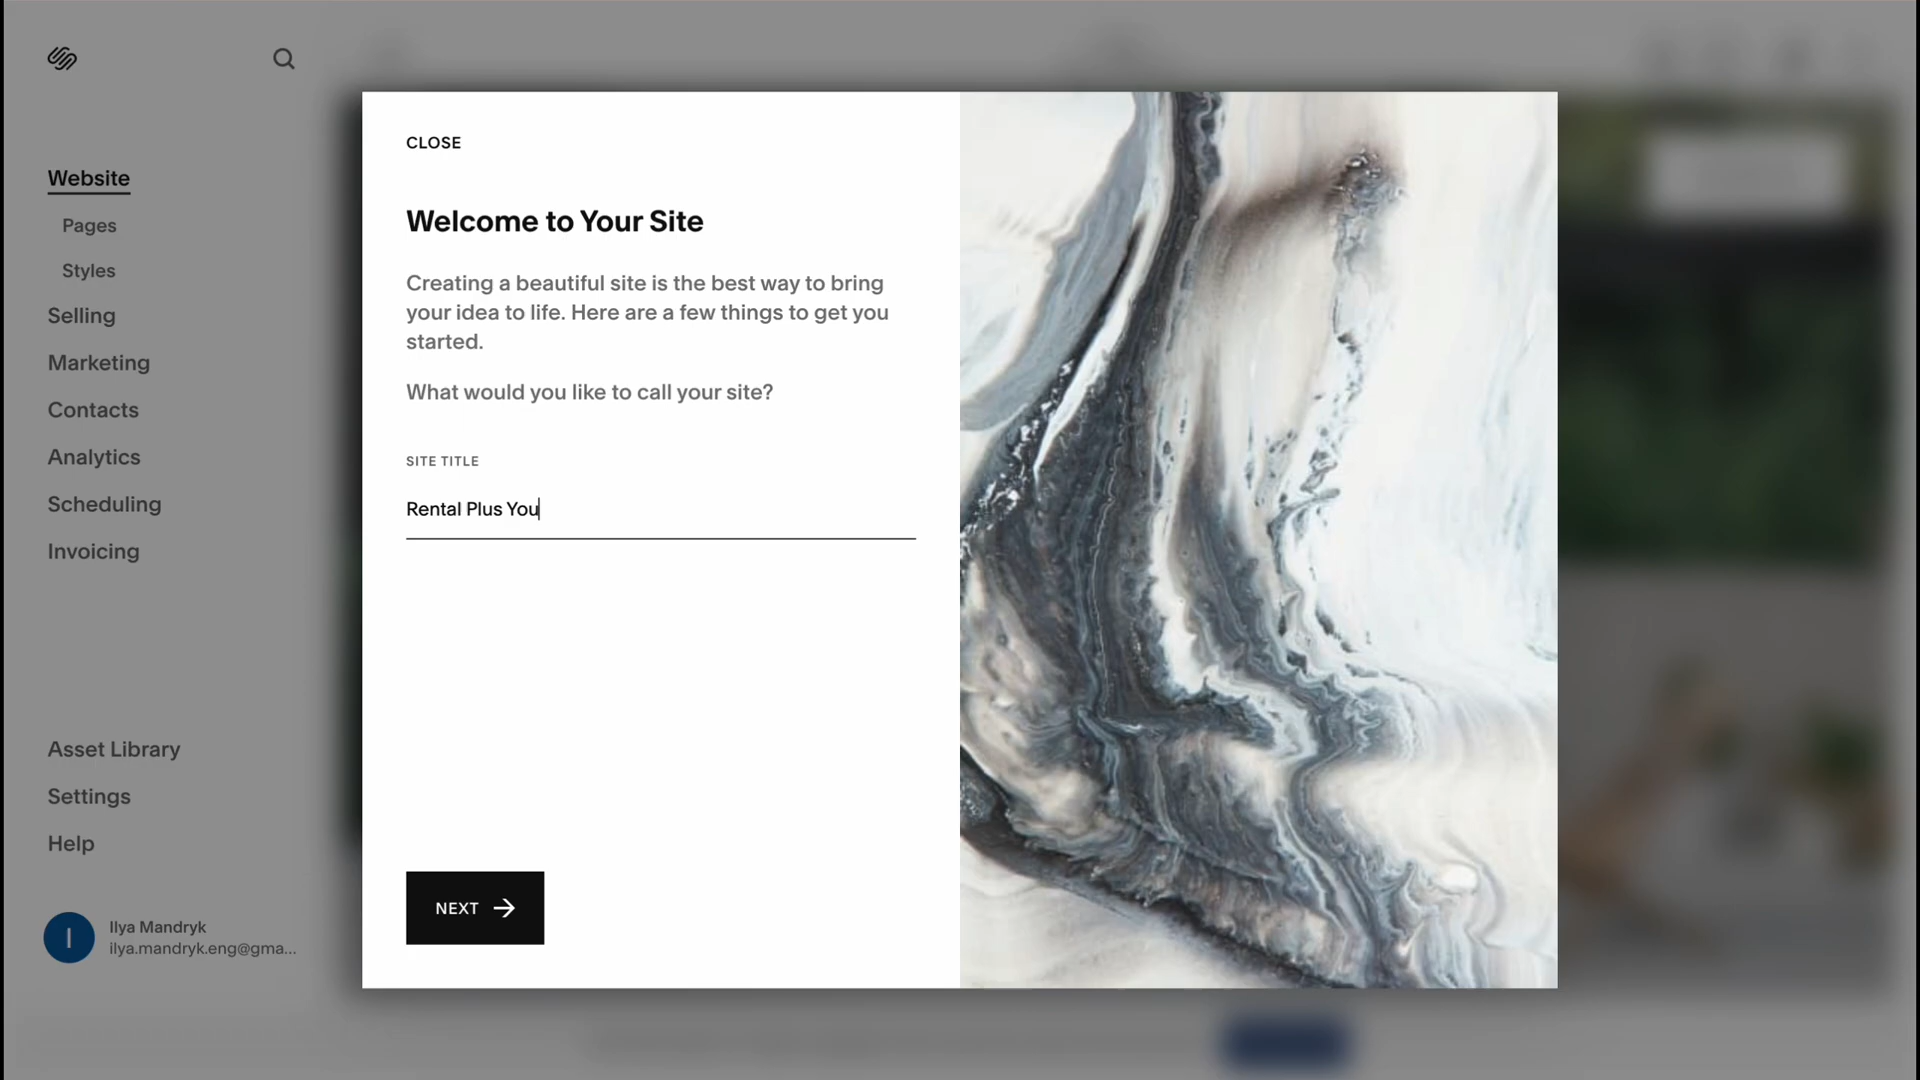 Website
Pages
Styles
Selling
Marketing
Contacts
Analytics
Scheduling
Invoicing
Asset Library
Settings
Help
I
Ilya Mandryk
ilya.mandryk.eng@gma...
CLOSE
Welcome to Your Site
Creating a beautiful site is the best way to bring
your idea to life. Here are a few things to get you
started.
What would you like to call your site?
SITE TITLE
Rental Plus You
NEXT